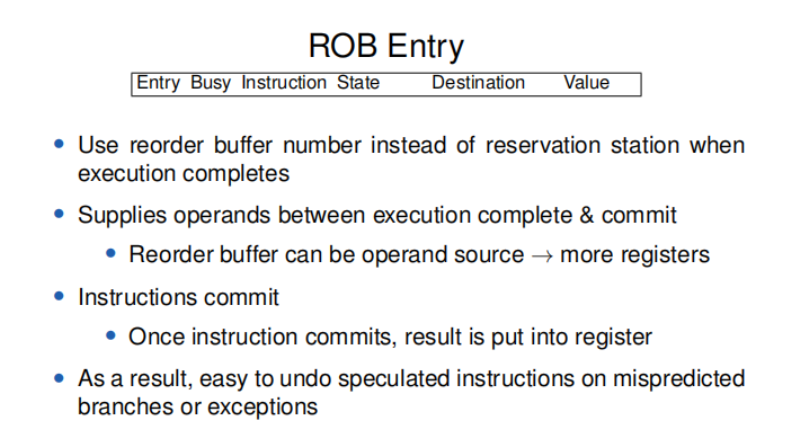 ROB Entry
Entry Busy Instruction State Destination Value
• Use reorder buffer number instead of reservation station when
execution completes
• Supplies operands between execution complete & commit
• Reorder buffer can be operand source → more registers
• Instructions commit
• Once instruction commits, result is put into register
• As a result, easy to undo speculated instructions on mispredicted
branches or exceptions